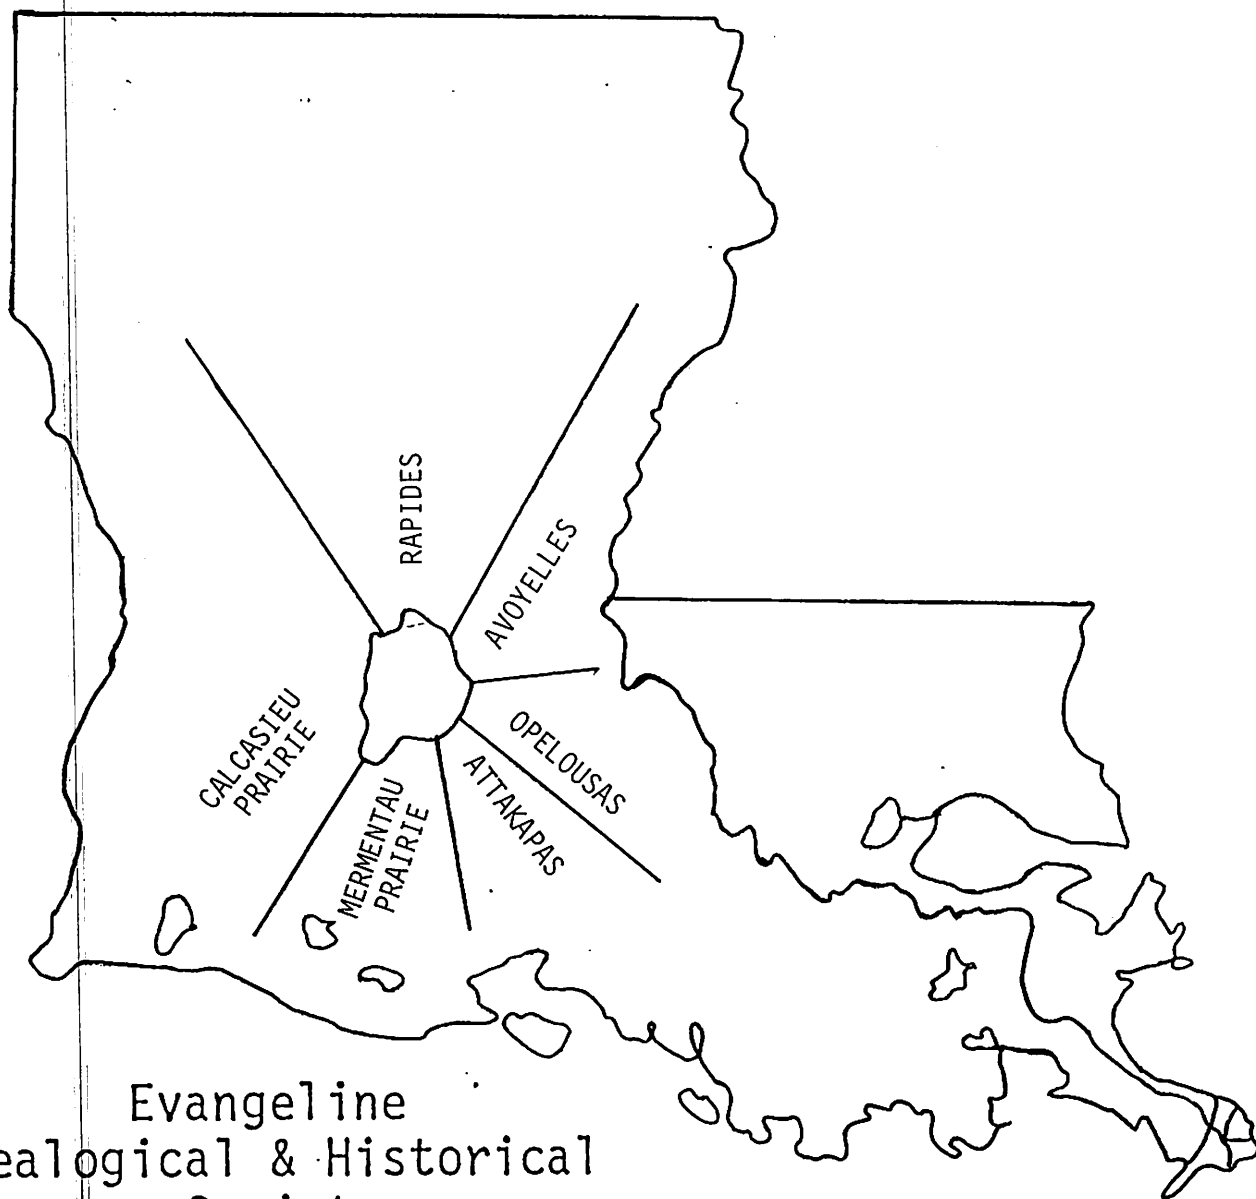 RAPIDES
AVOYELLES
OPELOUSAS
ATTAKAPAS
CALCASIEU
PRAIRIE
MERMENTAU
PRAIRIE
Evangeline
ealogical & Historical